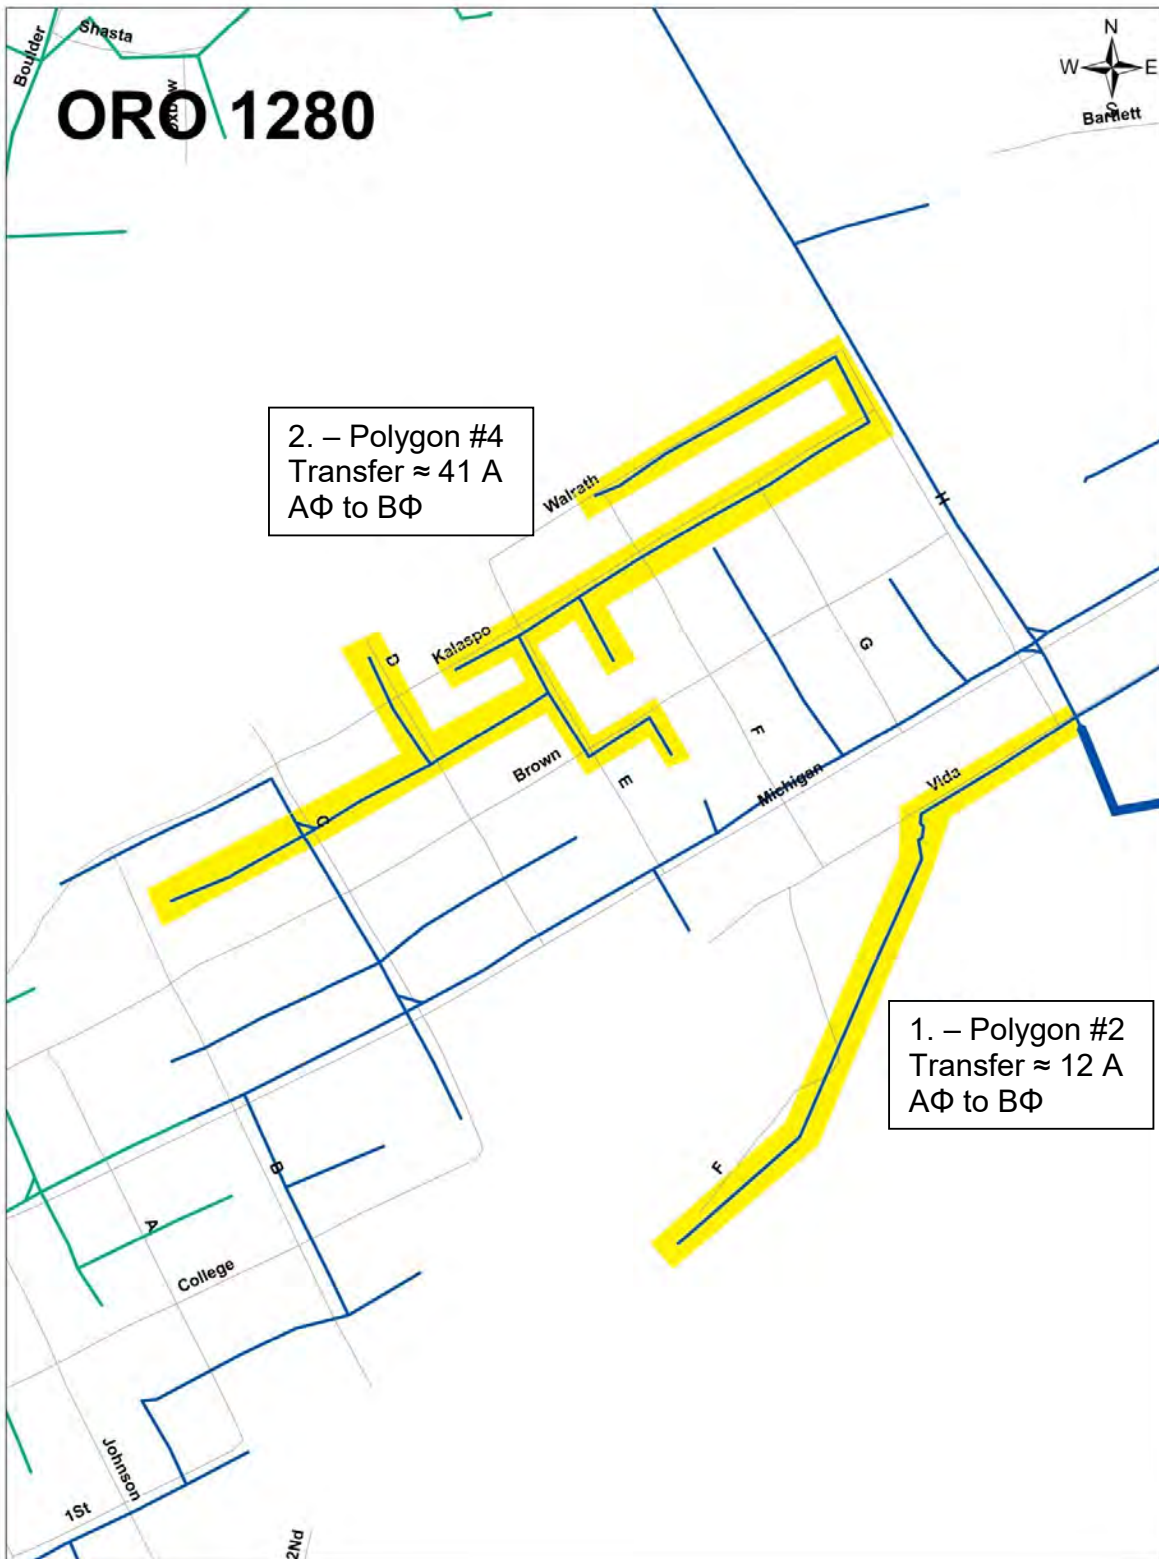 Boulder
Shasta
Oxbow
ORO 1280
N
W E
S
Bartlett
2. – Polygon #4
Transfer ≈ 41 A
AΦ to BΦ
Walrath
H
Kalaspo
D
G
F
Brown
E
Michigan
Vida
C
1. – Polygon #2
Transfer ≈ 12 A
AΦ to BΦ
F
B
A
College
Johnson
1St
2Nd